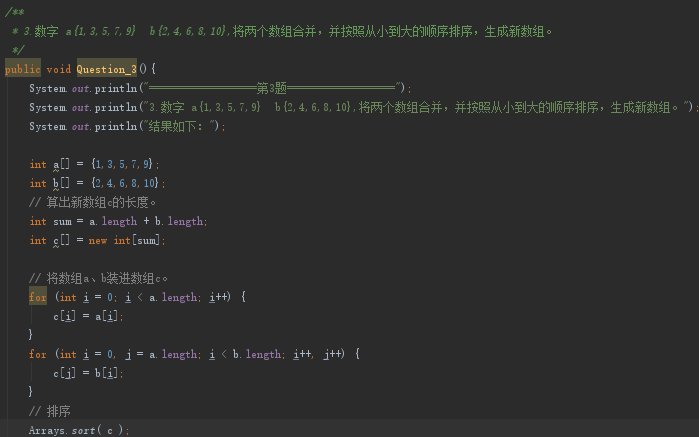 /**
 * 3.数字 a{1,3,5,7,9}  b{2,4,6,8,10},将两个数组合并，并按照从小到大的顺序排序，生成新数组。
 */
public void Question_3(){
    System.out.println("==================第3题==================");
    System.out.println("3.数字 a{1,3,5,7,9}  b{2,4,6,8,10},将两个数组合并，并按照从小到大的顺序排序，生成新数组。");
    System.out.println("结果如下：");
    int a[] = {1,3,5,7,9};
    int b[] = {2,4,6,8,10};
    // 算出新数组c的长度。
    int sum = a.length + b.length;
    int c[] = new int[sum];
    // 将数组a、b装进数组c。
    for (int i = 0; i < a.length; i++) {
        c[i] = a[i];
    }
    for (int i = 0, j = a.length; i < b.length; i++, j++) {
        c[j] = b[i];
    }
    // 排序
    Arrays.sort( c );